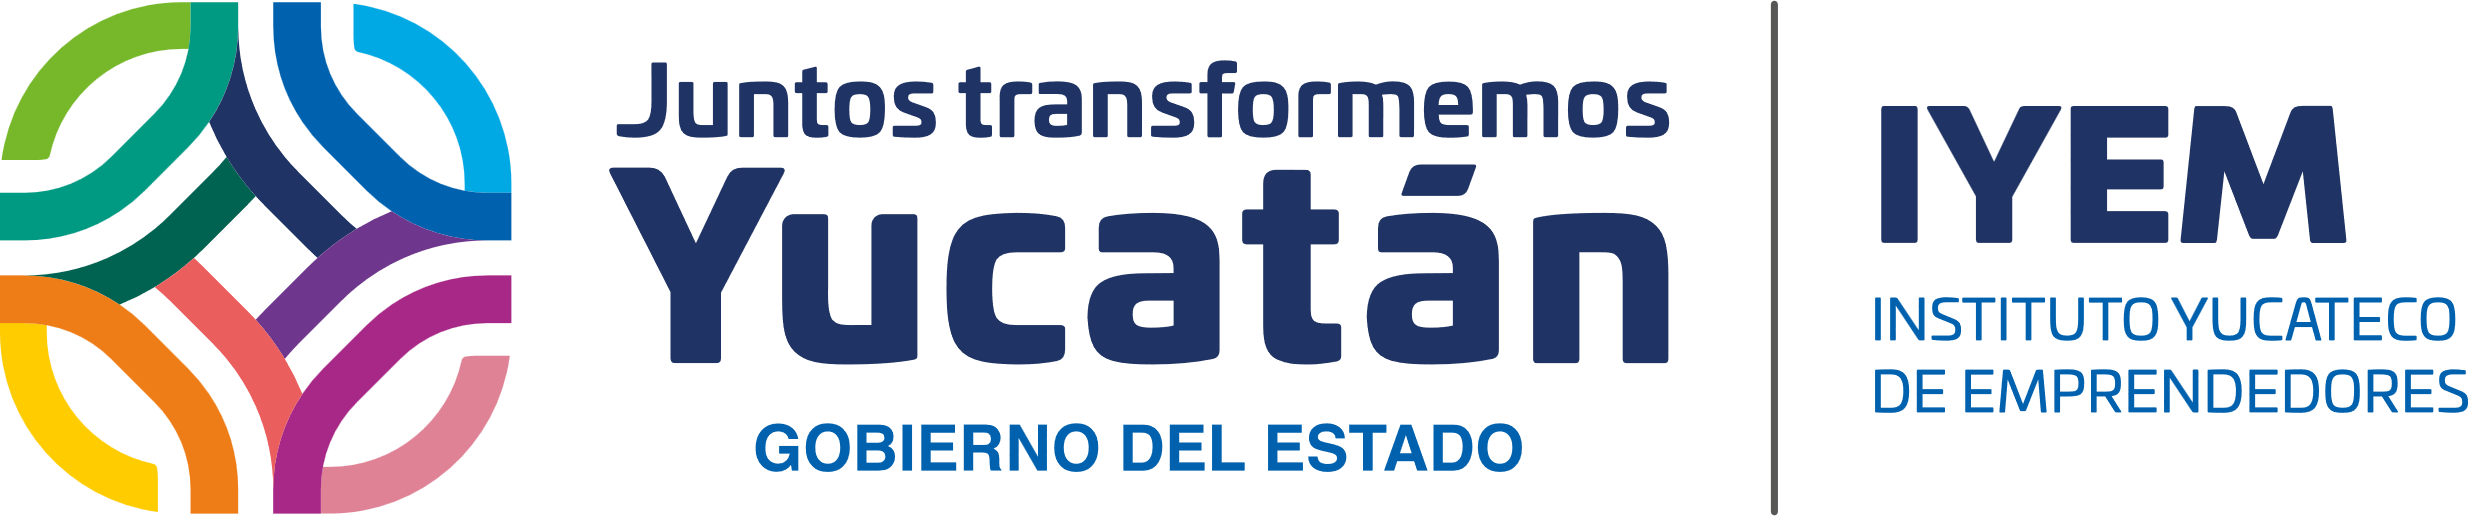 Juntos transformemos
Yucatán
GOBIERNO DEL ESTADO
IYEM
INSTITUTO YUCATECO
DE EMPRENDEDORES